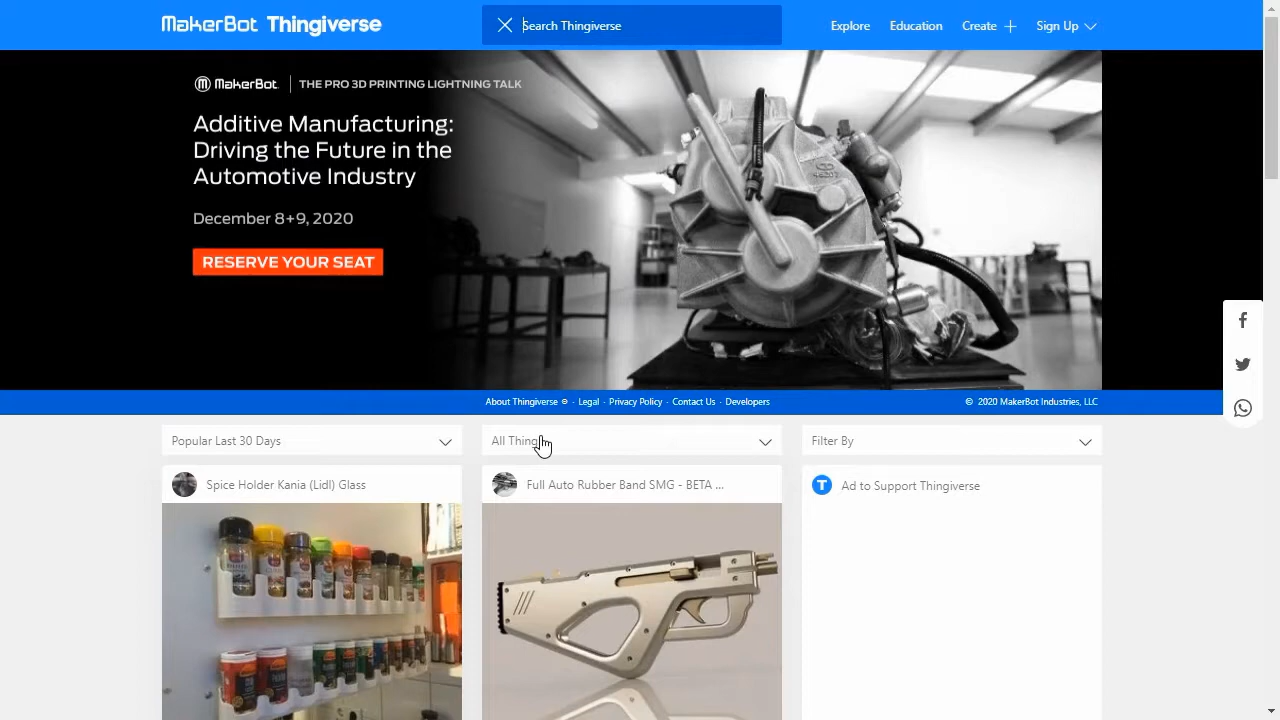 MakerBot Thingiverse
Search Thingiverse
Explore
Education
Create
Sign Up
MakerBot. THE PRO 3D PRINTING LIGHTNING TALK
Additive Manufacturing:
Driving the Future in the
Automotive Industry
December 8+9, 2020
RESERVE YOUR SEAT
About Thingiverse ® · Legal · Privacy Policy · Contact Us · Developers
© 2020 MakerBot Industries, LLC
Popular Last 30 Days
All Things
Filter By
Spice Holder Kania (Lidl) Glass
Full Auto Rubber Band SMG - BETA ...
T Ad to Support Thingiverse